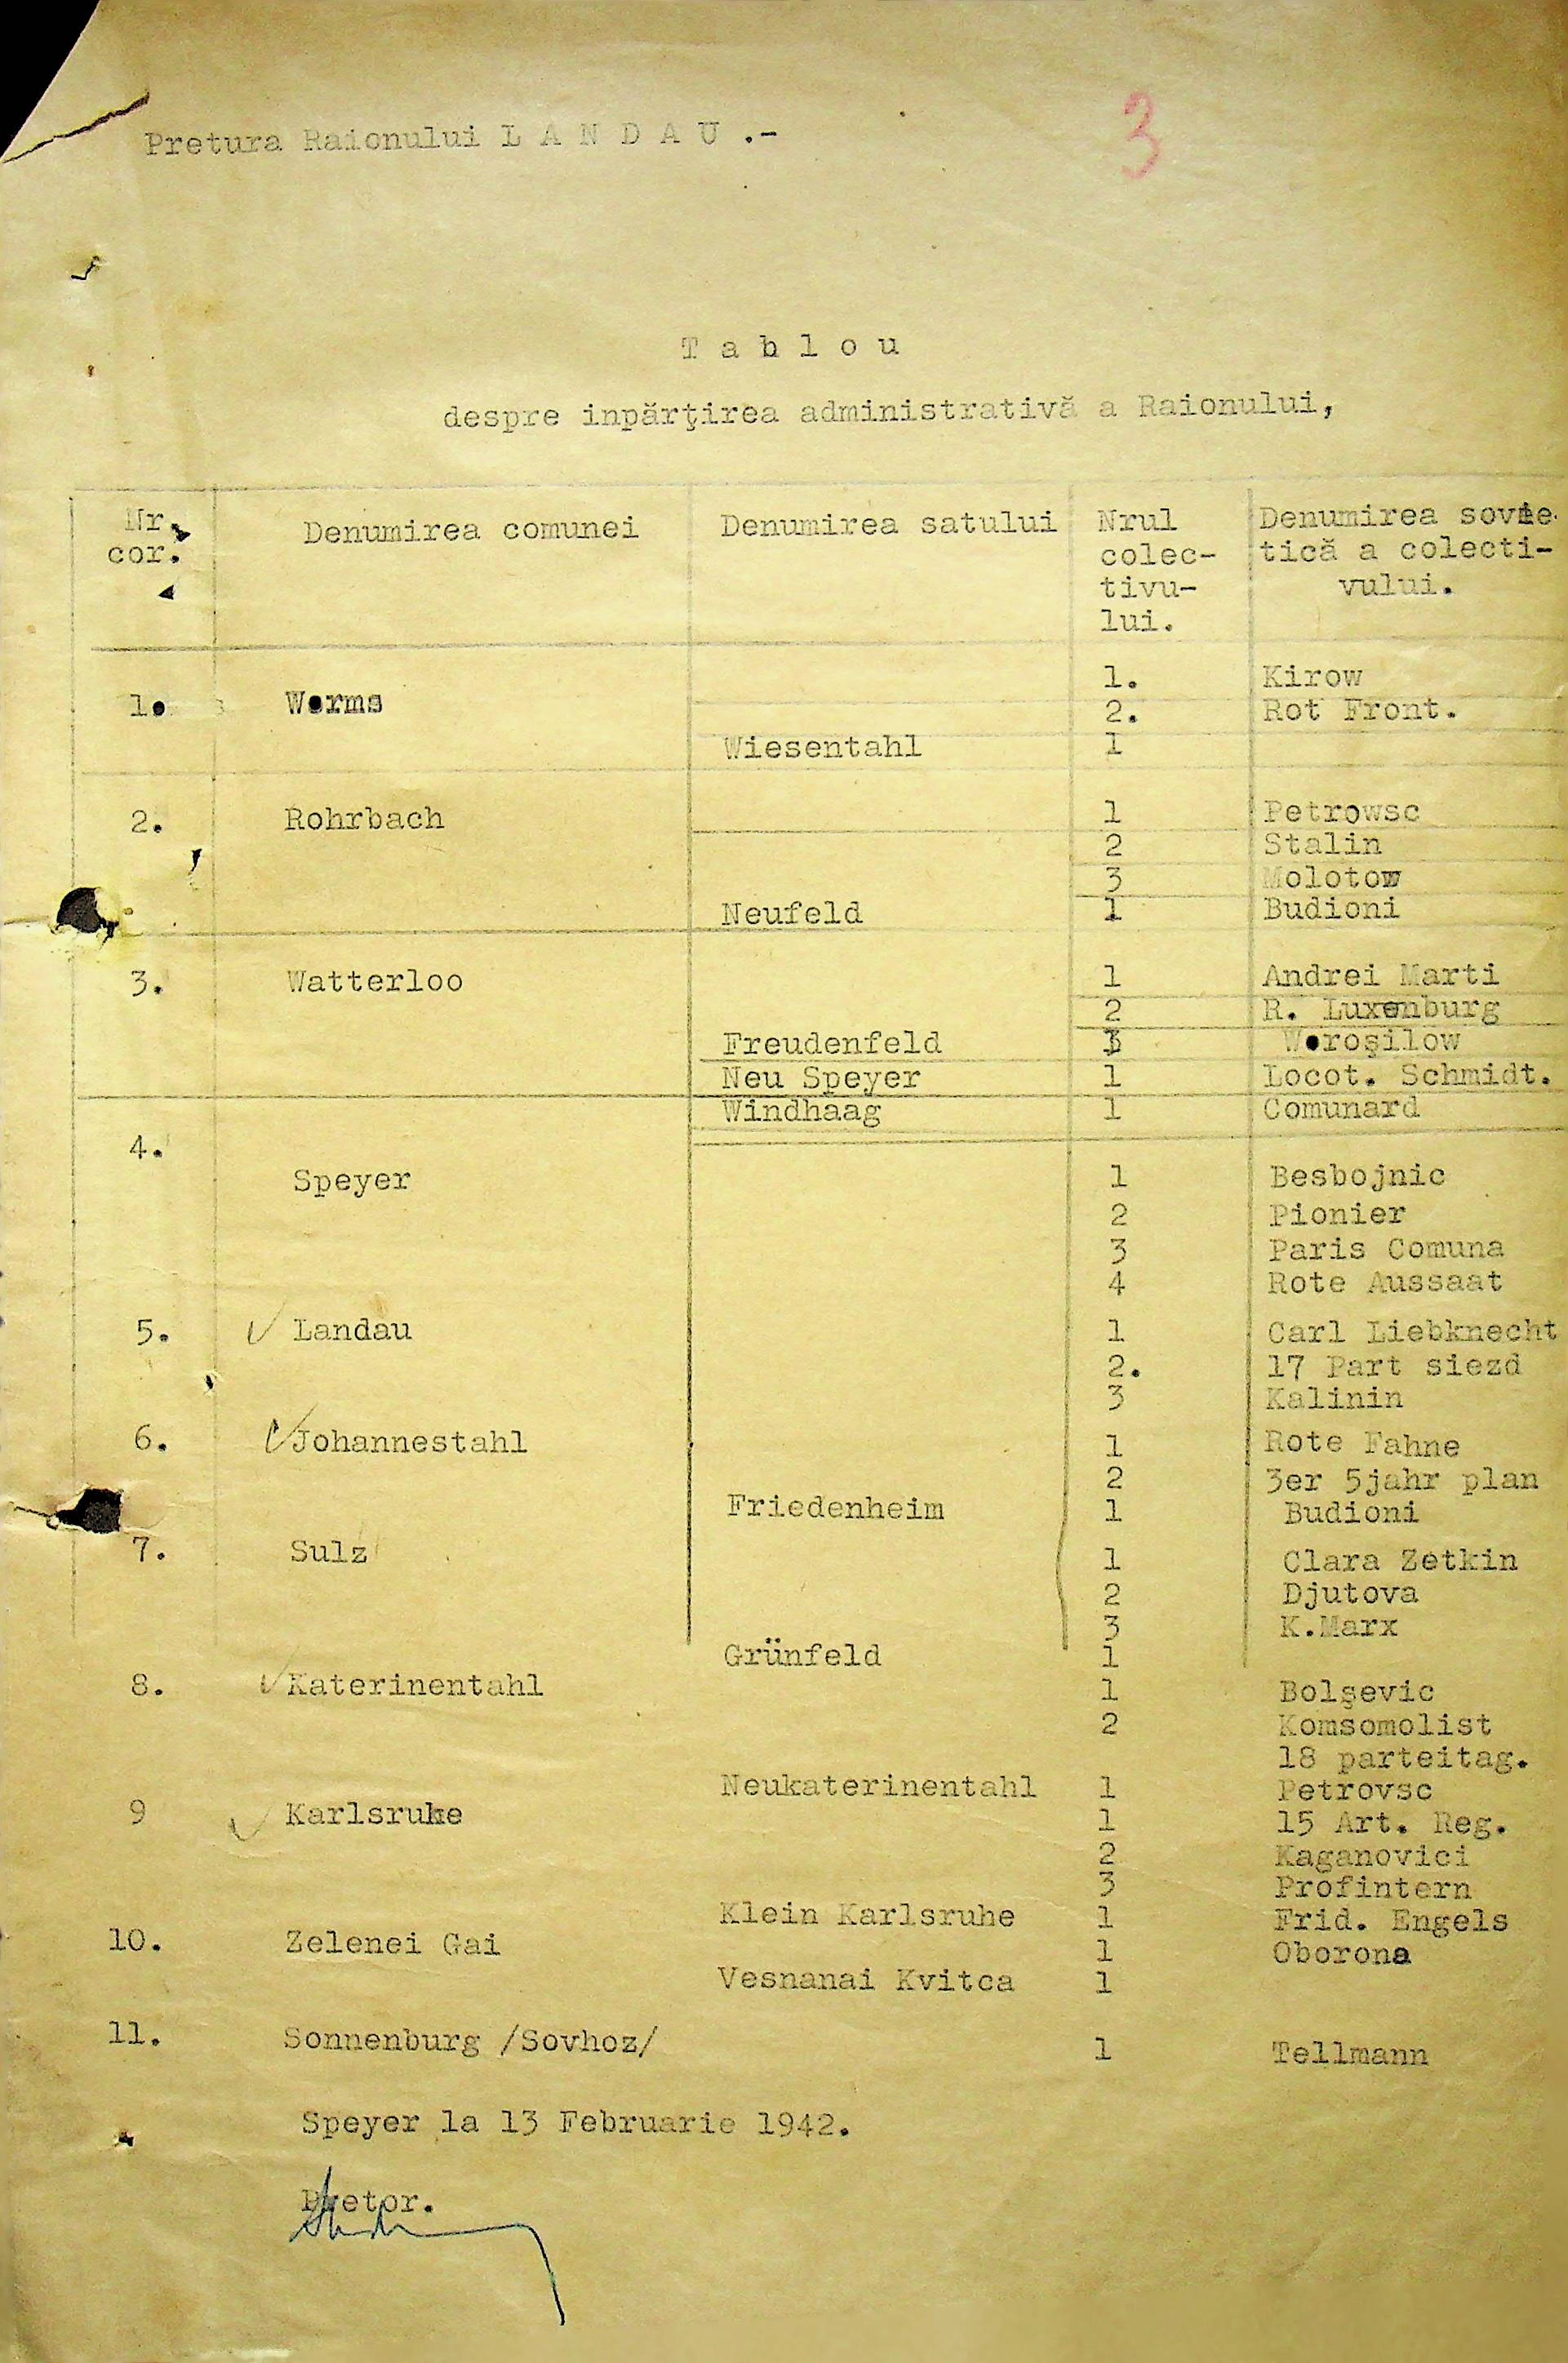 Pretura Raionului L A N D A U .-
3
T a b l o u
despre inpărţirea administrativă a Raionului,
Nr. cor. Denumirea comunei Denumirea satului Nrul colec- tivu- lui. Denumirea sovie- tică a colecti- vului.
1. Worms 1. Kirow
2. Rot Front.
Wiesentahl 1
2. Rohrbach 1 Petrowsc
2 Stalin
3 Molotow
Neufeld 1 Budioni
3. Watterloo 1 Andrei Marti
2 R. Luxenburg
Freudenfeld Woroşilow
Neu Speyer 1 Locot. Schmidt.
Windhaag 1 Comunard
4.
Speyer 1 Besbojnic
2 Pionier
3 Paris Comuna
4 Rote Aussaat
5. Landau 1 Carl Liebknecht
2. 17 Part siezd
3 Kalinin
6. Johannestahl 1 Rote Fahne
2 3er 5jahr plan
Friedenheim 1 Budioni
7. Sulz 1 Clara Zetkin
2 Djutova
3 K.Marx
Grünfeld 1
8. Katerinentahl 1 Bolşevic
2 Komsomolist
18 parteitag.
Neukaterinentahl 1 Petrovsc
9 Karlsruhe 1 15 Art. Reg.
2 Kaganovici
3 Profintern
Klein Karlsruhe 1 Frid. Engels
10. Zelenei Gai 1 Oborona
Vesnanai Kvitca 1
11. Sonnenburg /Sovhoz/ 1 Tellmann
Speyer la 13 Februarie 1942.
Pretor.